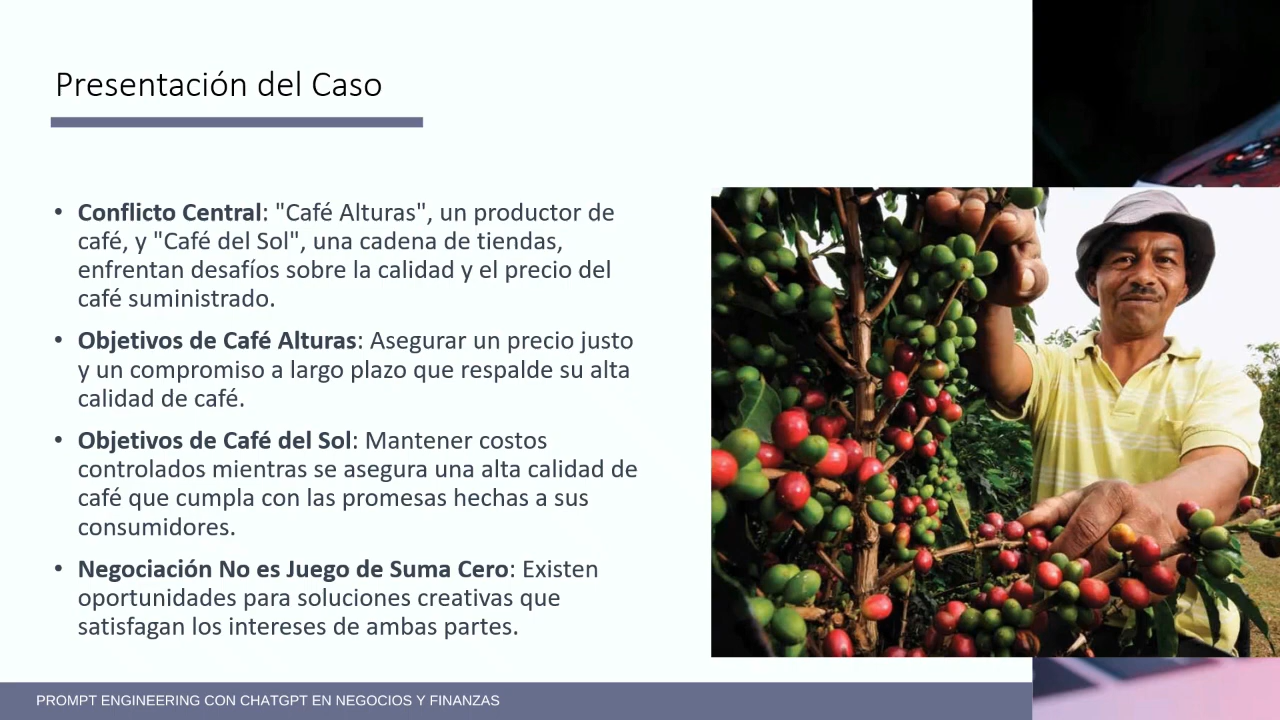 Presentación del Caso
• Conflicto Central: "Café Alturas", un productor de
café, y "Café del Sol", una cadena de tiendas,
enfrentan desafíos sobre la calidad y el precio del
café suministrado.
• Objetivos de Café Alturas: Asegurar un precio justo
y un compromiso a largo plazo que respalde su alta
calidad de café.
• Objetivos de Café del Sol: Mantener costos
controlados mientras se asegura una alta calidad de
café que cumpla con las promesas hechas a sus
consumidores.
• Negociación No es Juego de Suma Cero: Existen
oportunidades para soluciones creativas que
satisfagan los intereses de ambas partes.
PROMPT ENGINEERING CON CHATGPT EN NEGOCIOS Y FINANZAS